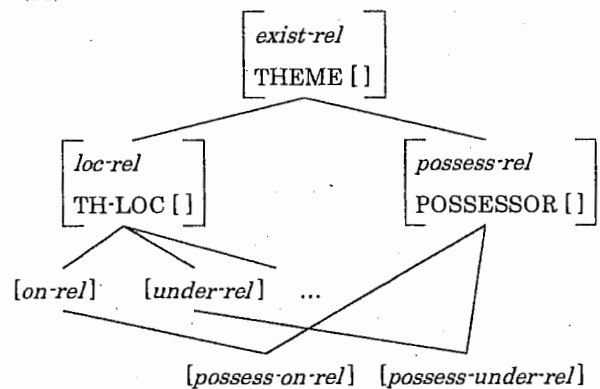 exist-rel
THEME [ ]
loc-rel
TH-LOC [ ]
possess-rel
POSSESSOR [ ]
[on-rel] [under-rel] ...
[possess-on-rel] [possess-under-rel]